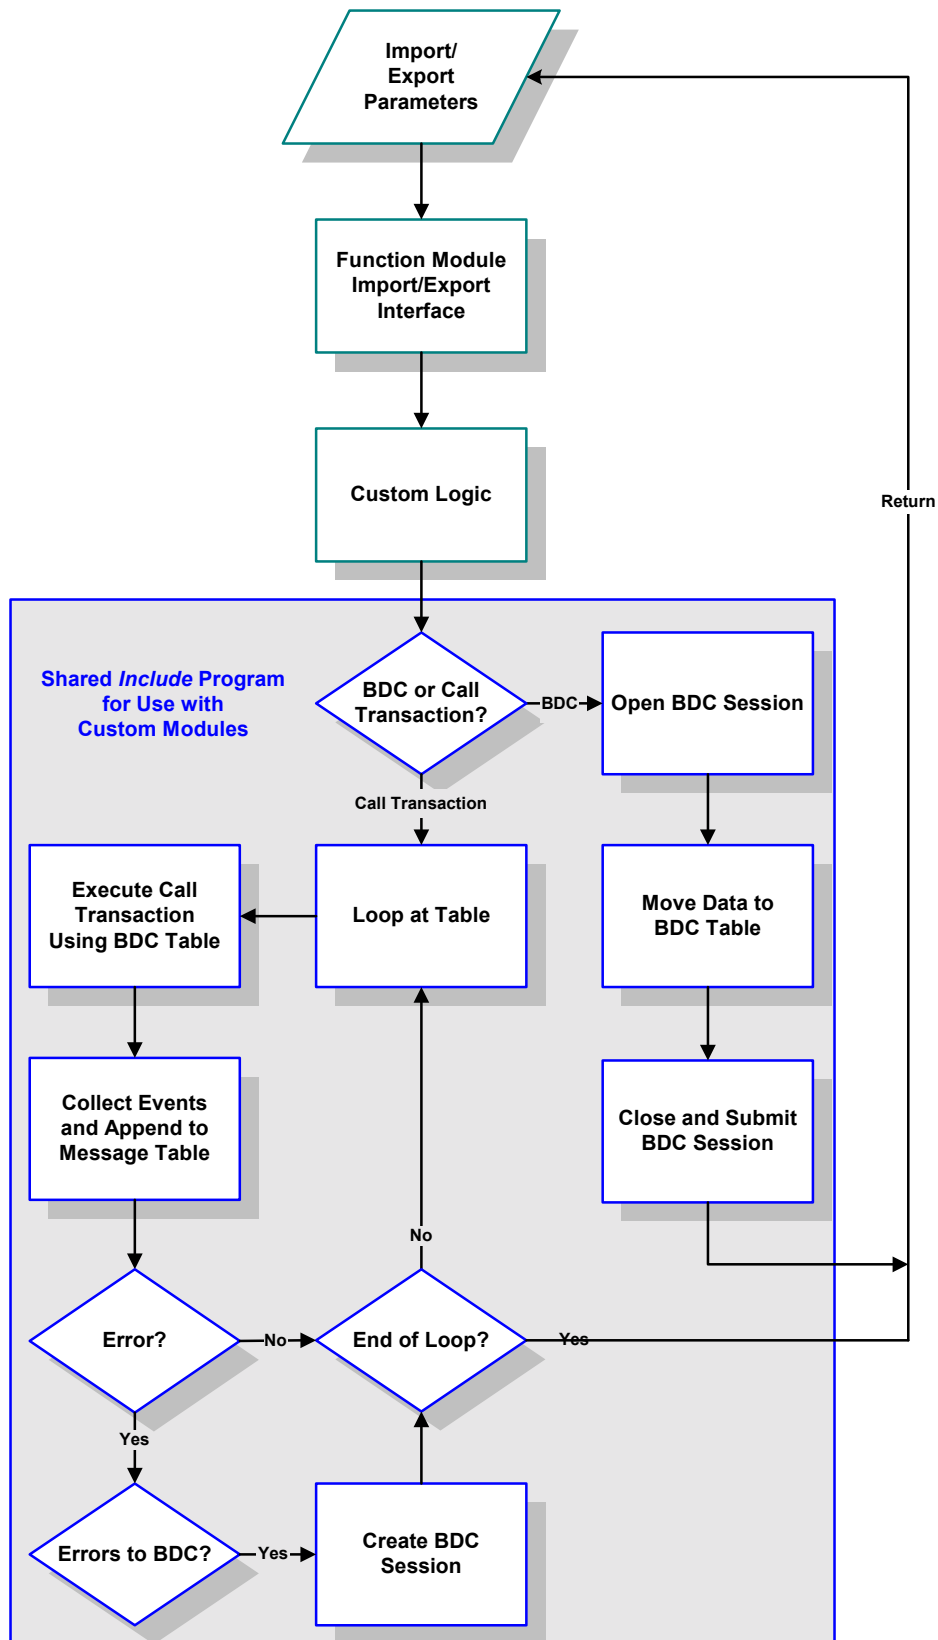 Import/
Export
Parameters
Function Module
Import/Export
Interface
Custom Logic
Return
Shared Include Program
for Use with
Custom Modules
BDC or Call
Transaction?
BDC
Open BDC Session
Call Transaction
Execute Call
Transaction
Using BDC Table
Loop at Table
Move Data to
BDC Table
Collect Events
and Append to
Message Table
Close and Submit
BDC Session
No
Error?
No
End of Loop?
Yes
Yes
Errors to BDC?
Yes
Create BDC
Session